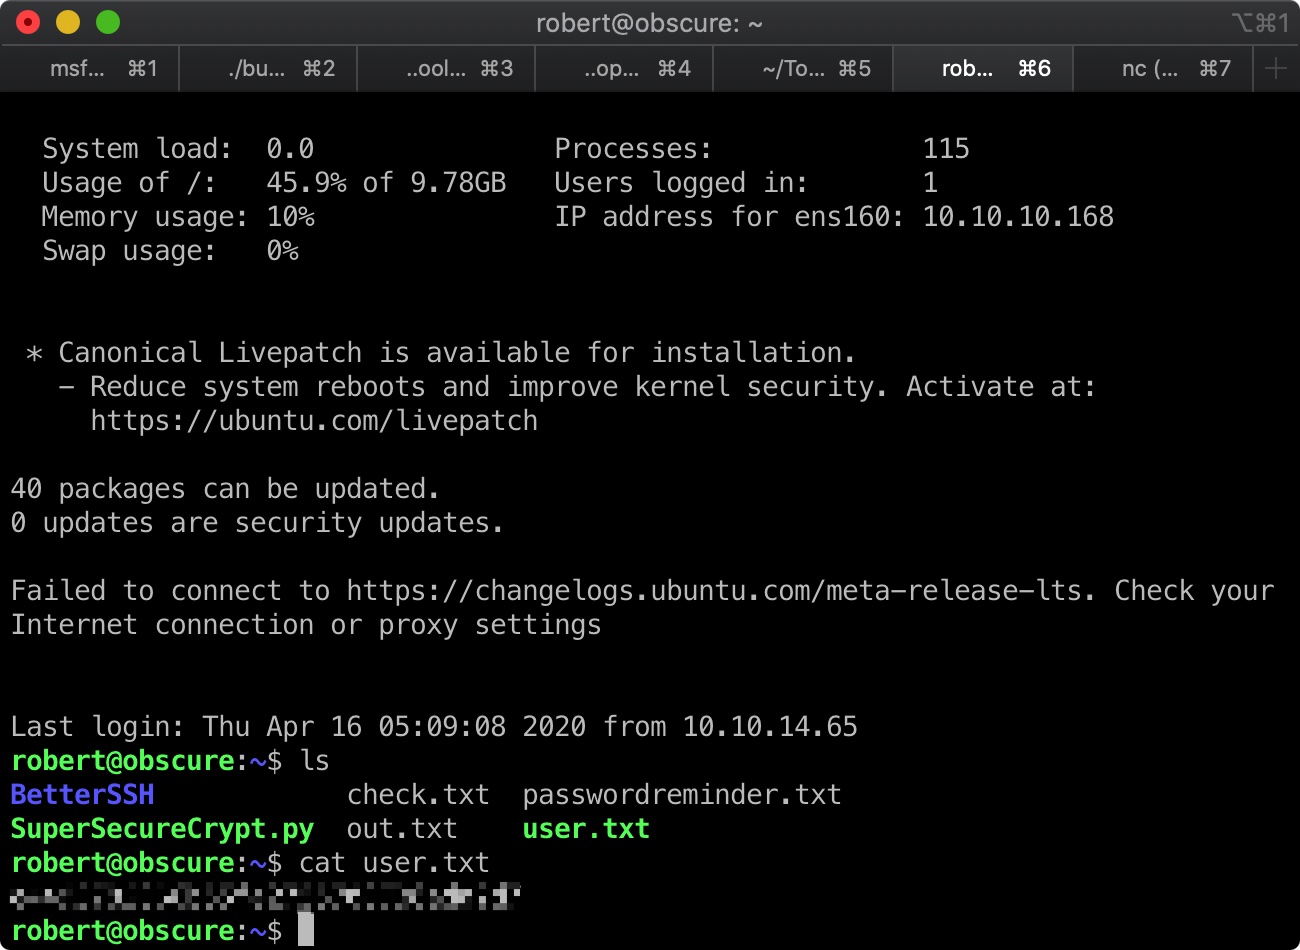 robert@obscure: ~ ⌥⌘1
msf... ⌘1 ./bu... ⌘2 ..ool... ⌘3 ..op... ⌘4 ~/To... ⌘5 rob... ⌘6 nc (... ⌘7
System load: 0.0 Processes: 115
Usage of /: 45.9% of 9.78GB Users logged in: 1
Memory usage: 10% IP address for ens160: 10.10.10.168
Swap usage: 0%
* Canonical Livepatch is available for installation.
- Reduce system reboots and improve kernel security. Activate at:
https://ubuntu.com/livepatch
40 packages can be updated.
0 updates are security updates.
Failed to connect to https://changelogs.ubuntu.com/meta-release-lts. Check your
Internet connection or proxy settings
Last login: Thu Apr 16 05:09:08 2020 from 10.10.14.65
robert@obscure:~$ ls
BetterSSH check.txt passwordreminder.txt
SuperSecureCrypt.py out.txt user.txt
robert@obscure:~$ cat user.txt
robert@obscure:~$